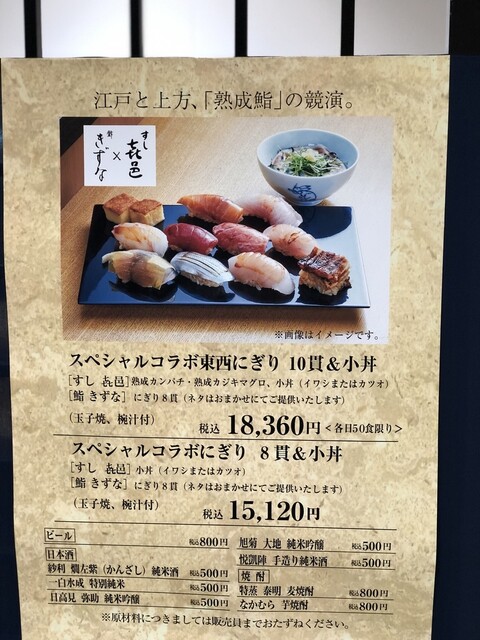 江戸と上方、「熟成鮨」の競演。
すし 㐂邑
×
鮨 きずな
※画像はイメージです。
スペシャルコラボ東西にぎり 10貫＆小丼
［すし 㐂邑］熟成カンパチ・熟成カジキマグロ、小丼（イワシまたはカツオ）
［鮨 きずな］にぎり8貫（ネタはおまかせにてご提供いたします）
（玉子焼、椀汁付） 税込 18,360円 <各日50食限り>
スペシャルコラボにぎり 8貫＆小丼
［すし 㐂邑］小丼（イワシまたはカツオ）
［鮨 きずな］にぎり8貫（ネタはおまかせにてご提供いたします）
（玉子焼、椀汁付） 税込 15,120円
ビール 税込800円
日本酒
紗利 燗左紫（かんざし）純米酒 税込500円
一白水成 特別純米 税込500円
日高見 弥助 純米吟醸 税込500円
旭菊 大地 純米吟醸 税込500円
悦凱陣 手造り純米酒 税込500円
焼酎
特蒸 泰明 麦焼酎 税込800円
なかむら 芋焼酎 税込800円
※原材料につきましては販売員までおたずねください。